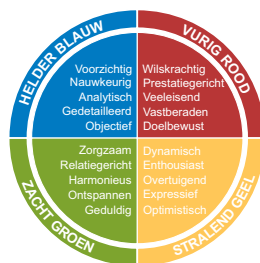 HELDER BLAUW
Voorzichtig
Nauwkeurig
Analytisch
Gedetailleerd
Objectief
VURIG ROOD
Wilskrachtig
Prestatiegericht
Veeleisend
Vastberaden
Doelbewust
ZACHT GROEN
Zorgzaam
Relatiegericht
Harmonieus
Ontspannen
Geduldig
STRALEND GEEL
Dynamisch
Enthousiast
Overtuigend
Expressief
Optimistisch